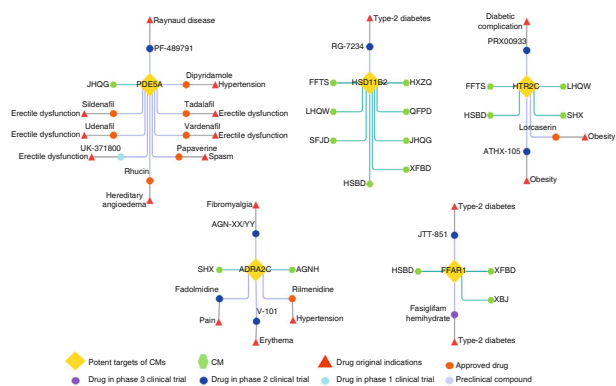 Raynaud disease
PF-489791
JHQG
PDE5A
Dipyridamole
Hypertension
Sildenafil
Tadalafil
Erectile dysfunction
Erectile dysfunction
Udenafil
Vardenafil
Erectile dysfunction
Erectile dysfunction
UK-371800
Papaverine
Erectile dysfunction
Spasm
Rhucin
Hereditary
angioedema
Type-2 diabetes
RG-7234
HSD11B2
FFTS
HXZQ
LHQW
QFPD
SFJD
JHQG
XFBD
HSBD
Diabetic
complication
PRX00933
HTR2C
FFTS
LHQW
HSBD
SHX
Lorcaserin
Obesity
ATHX-105
Obesity
Fibromyalgia
AGN-XX/YY
SHX
ADRA2C
AGNH
Fadolmidine
Rilmenidine
V-101
Pain
Hypertension
Erythema
Type-2 diabetes
JTT-851
HSBD
FFAR1
XFBD
XBJ
Fasiglifam
hemihydrate
Type-2 diabetes
Potent targets of CMs
CM
Drug original indications
Approved drug
Drug in phase 3 clinical trial
Drug in phase 2 clinical trial
Drug in phase 1 clinical trial
Preclinical compound